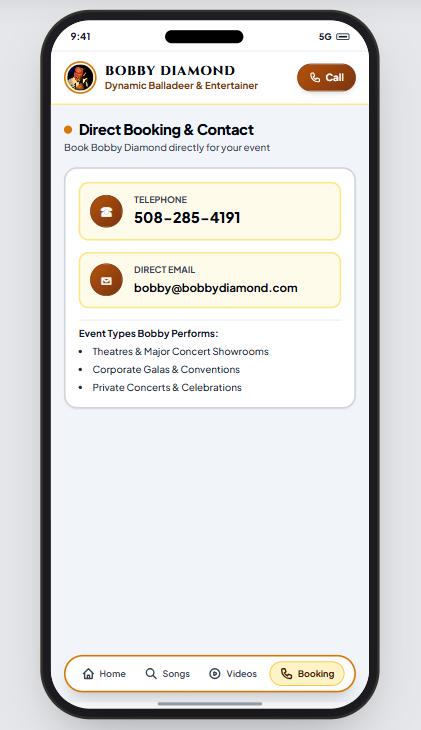 9:41
5G
BOBBY DIAMOND
Dynamic Balladeer & Entertainer
Call
Direct Booking & Contact
Book Bobby Diamond directly for your event
TELEPHONE
508-285-4191
DIRECT EMAIL
bobby@bobbydiamond.com
Event Types Bobby Performs:
• Theatres & Major Concert Showrooms
• Corporate Galas & Conventions
• Private Concerts & Celebrations
Home
Songs
Videos
Booking